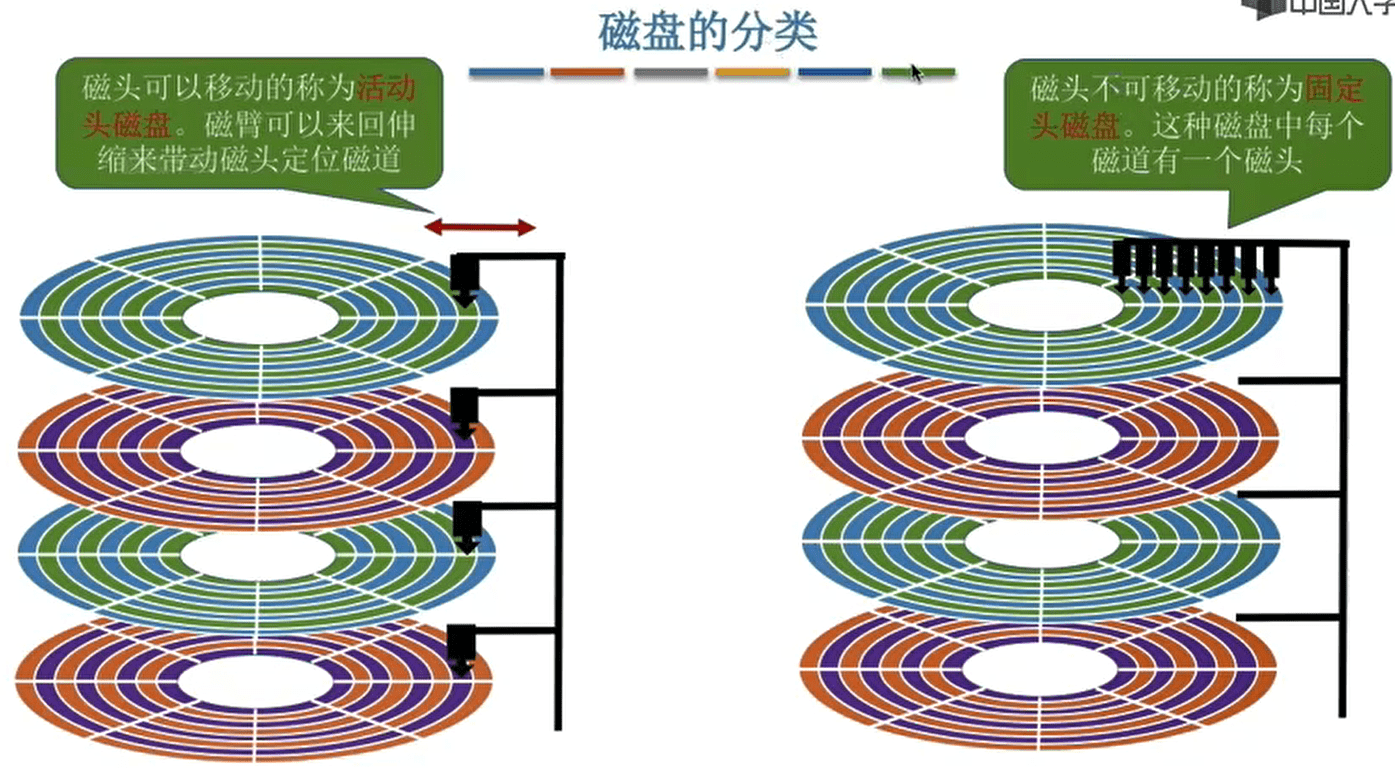 磁盘的分类
磁头可以移动的称为活动
头磁盘。磁臂可以来回伸
缩来带动磁头定位磁道
磁头不可移动的称为固定
头磁盘。这种磁盘中每个
磁道有一个磁头
中国大学